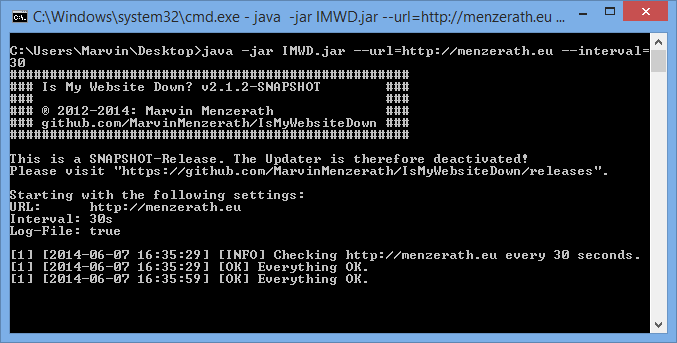 C:\Windows\system32\cmd.exe - java  -jar IMWD.jar --url=http://menzerath.eu ...
C:\Users\Marvin\Desktop>java -jar IMWD.jar --url=http://menzerath.eu --interval=
30
##################################################
### Is My Website Down? v2.1.2-SNAPSHOT        ###
###                                            ###
### © 2012-2014: Marvin Menzerath              ###
### github.com/MarvinMenzerath/IsMyWebsiteDown ###
##################################################
This is a SNAPSHOT-Release. The Updater is therefore deactivated!
Please visit "https://github.com/MarvinMenzerath/IsMyWebsiteDown/releases".
Starting with the following settings:
URL:      http://menzerath.eu
Interval: 30s
Log-File: true
[1] [2014-06-07 16:35:29] [INFO] Checking http://menzerath.eu every 30 seconds.
[1] [2014-06-07 16:35:29] [OK] Everything OK.
[1] [2014-06-07 16:35:59] [OK] Everything OK.